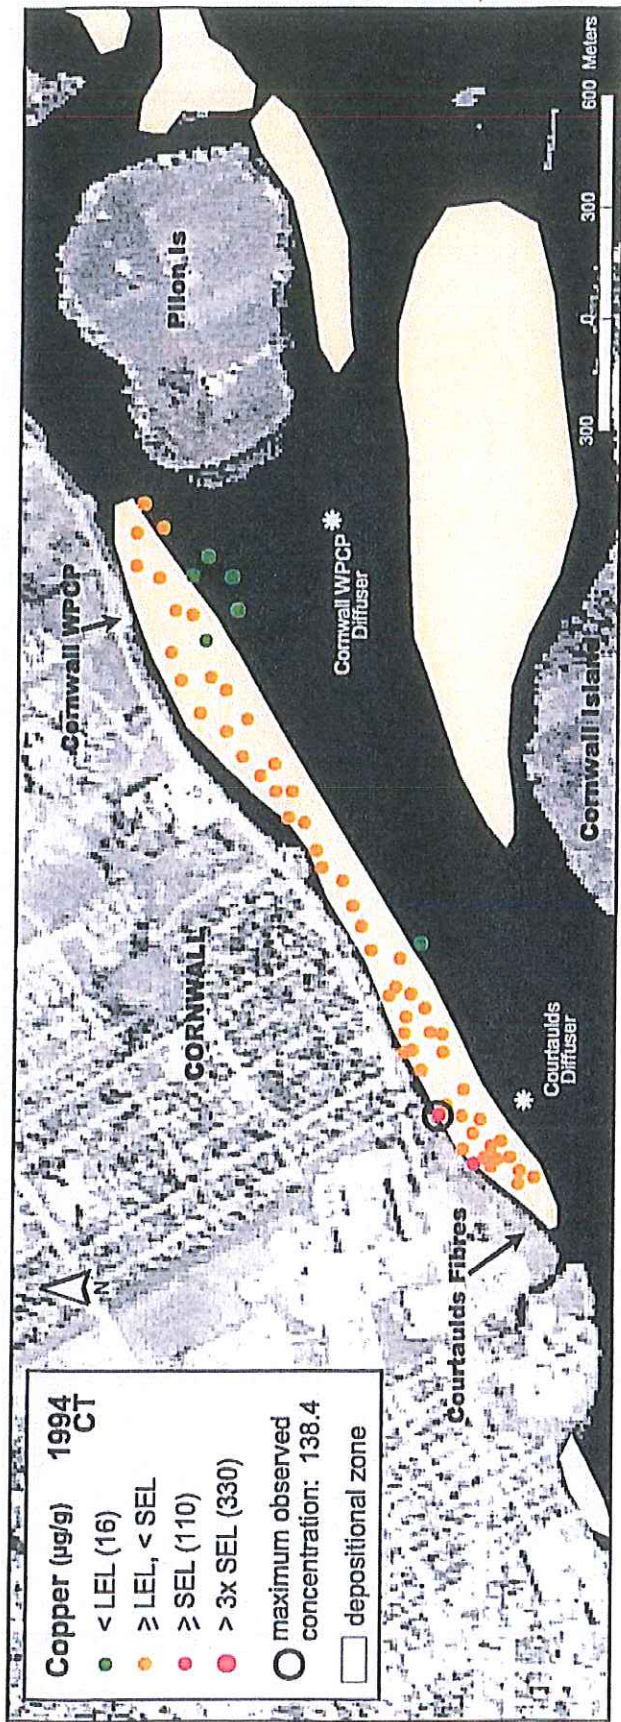 Copper (µg/g) 1994
CT
< LEL (16)
≥ LEL, < SEL
≥ SEL (110)
> 3x SEL (330)
maximum observed
concentration: 138.4
depositional zone
N
CORNWALL
Cornwall WPCP
Pilon Is
Courtaulds Fibres
Courtaulds
Diffuser
Cornwall WPCP
Diffuser
Cornwall Island
300 0 300 600 Meters